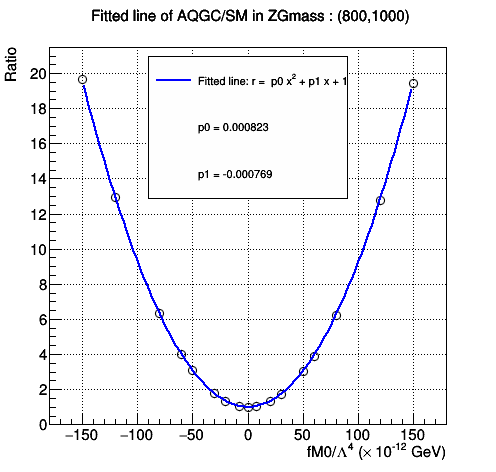 Fitted line of AQGC/SM in ZGmass : (800,1000)
Ratio
20
18
16
14
12
10
8
6
4
2
0
Fitted line: r = p0 x² + p1 x + 1
p0 = 0.000823
p1 = -0.000769
−150 −100 −50 0 50 100 150
fM0/Λ⁴ (× 10⁻¹² GeV)